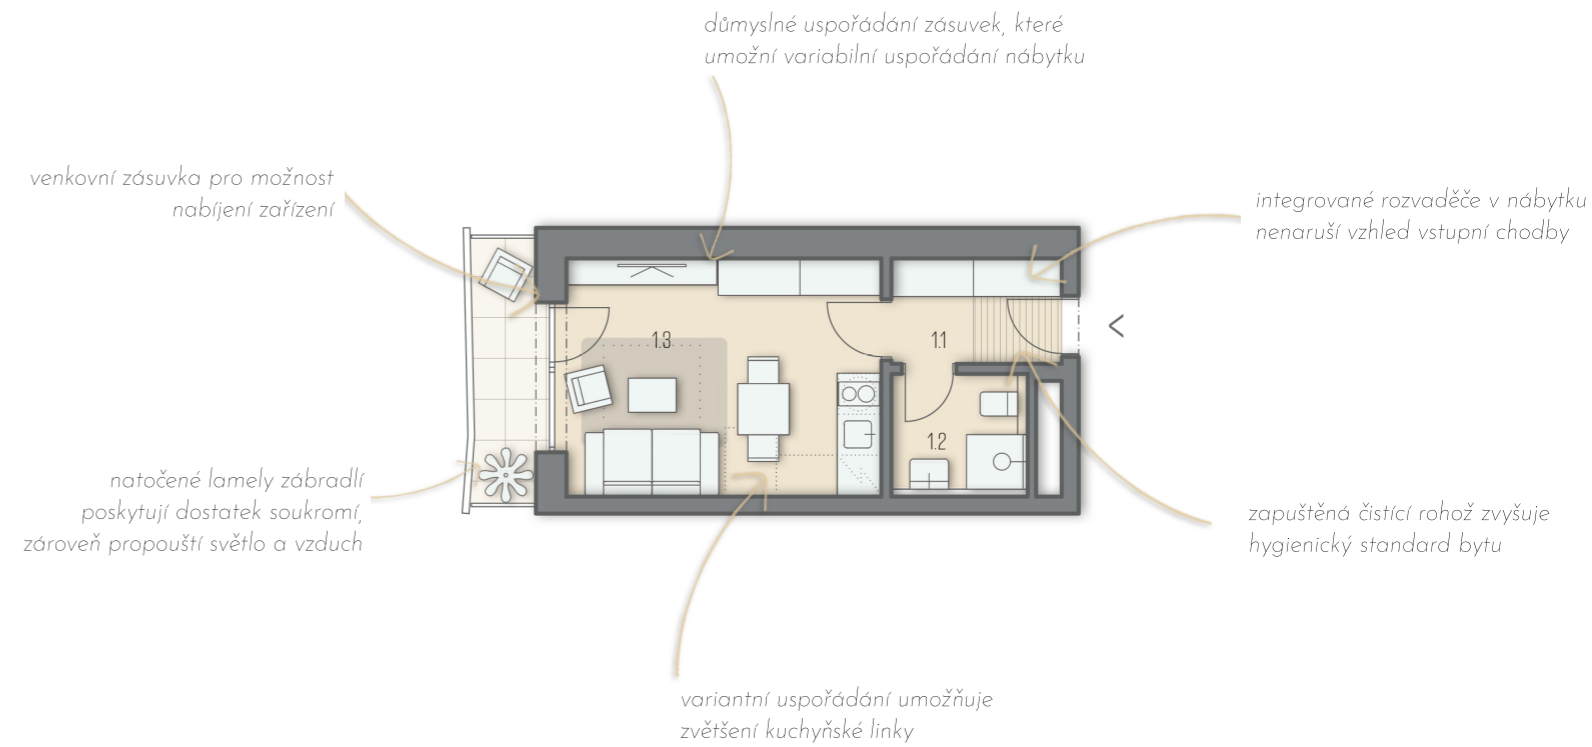 důmyslné uspořádání zásuvek, které
umožní variabilní uspořádání nábytku
venkovní zásuvka pro možnost
nabíjení zařízení
integrované rozvaděče v nábytku
nenaruší vzhled vstupní chodby
1.3
1.1
1.2
natočené lamely zábradlí
poskytují dostatek soukromí,
zároveň propouští světlo a vzduch
zapuštěná čistící rohož zvyšuje
hygienický standard bytu
variantní uspořádání umožňuje
zvětšení kuchyňské linky